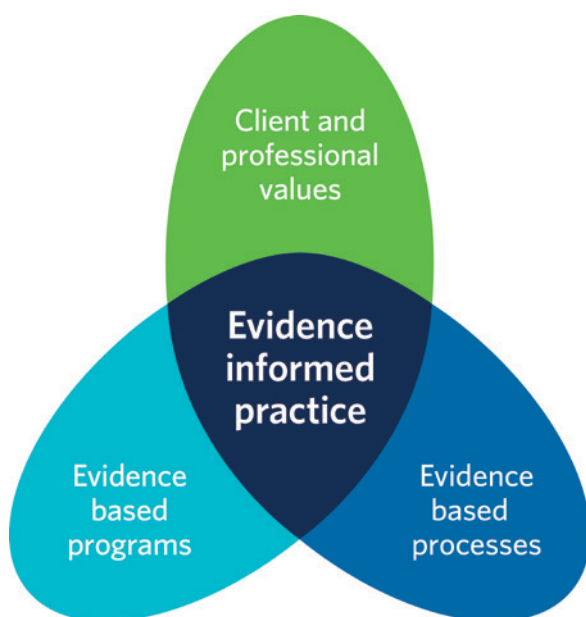 Client and
professional
values
Evidence
informed
practice
Evidence
based
programs
Evidence
based
processes